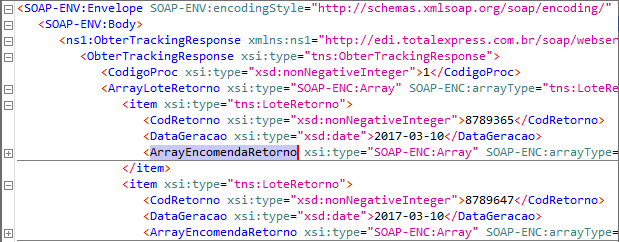 <SOAP-ENV:Envelope SOAP-ENV:encodingStyle="http://schemas.xmlsoap.org/soap/encoding/"
<SOAP-ENV:Body>
<ns1:ObterTrackingResponse xmlns:ns1="http://edi.totalexpress.com.br/soap/webserv
<ObterTrackingResponse xsi:type="tns:ObterTrackingResponse">
<CodigoProc xsi:type="xsd:nonNegativeInteger">1</CodigoProc>
<ArrayLoteRetorno xsi:type="SOAP-ENC:Array" SOAP-ENC:arrayType="tns:LoteRe
<item xsi:type="tns:LoteRetorno">
<CodRetorno xsi:type="xsd:nonNegativeInteger">8789365</CodRetorno>
<DataGeracao xsi:type="xsd:date">2017-03-10</DataGeracao>
<ArrayEncomendaRetorno xsi:type="SOAP-ENC:Array" SOAP-ENC:arrayType=
</item>
<item xsi:type="tns:LoteRetorno">
<CodRetorno xsi:type="xsd:nonNegativeInteger">8789647</CodRetorno>
<DataGeracao xsi:type="xsd:date">2017-03-10</DataGeracao>
<ArrayEncomendaRetorno xsi:type="SOAP-ENC:Array" SOAP-ENC:arrayType=